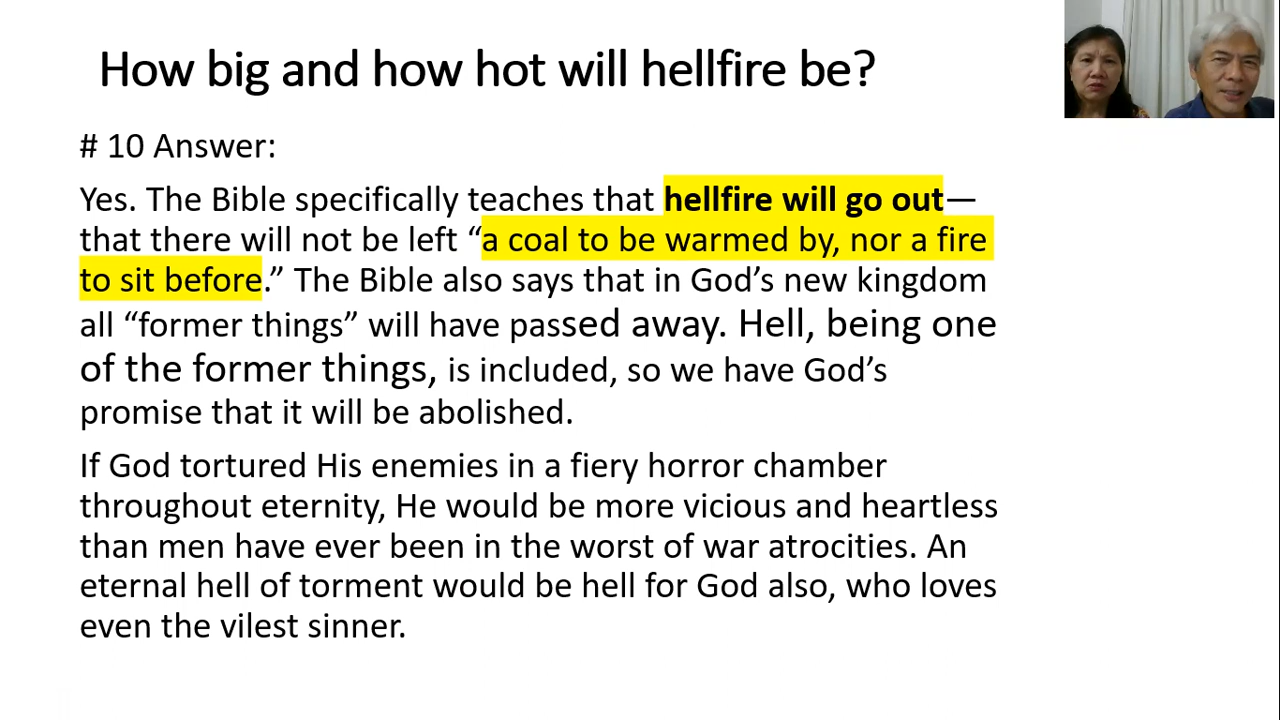 How big and how hot will hellfire be?
# 10 Answer:
Yes. The Bible specifically teaches that hellfire will go out—
that there will not be left “a coal to be warmed by, nor a fire
to sit before.” The Bible also says that in God’s new kingdom
all “former things” will have passed away. Hell, being one
of the former things, is included, so we have God’s
promise that it will be abolished.
If God tortured His enemies in a fiery horror chamber
throughout eternity, He would be more vicious and heartless
than men have ever been in the worst of war atrocities. An
eternal hell of torment would be hell for God also, who loves
even the vilest sinner.